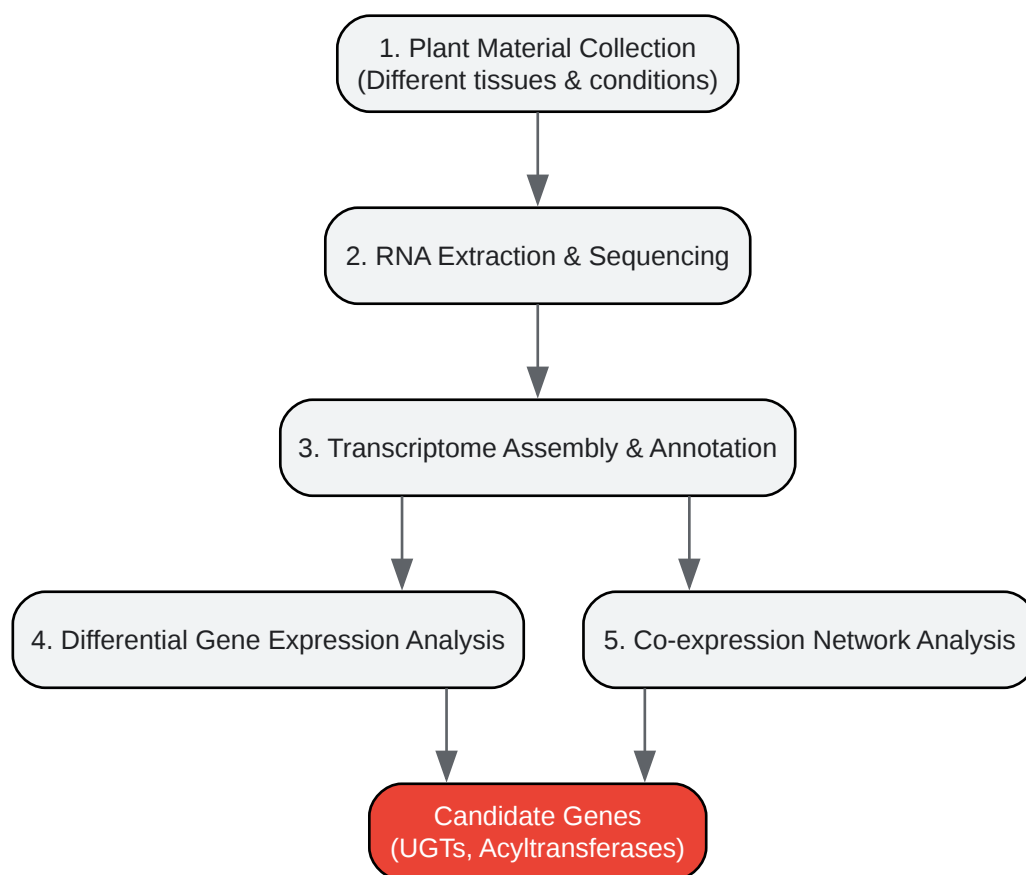 1. Plant Material Collection
(Different tissues & conditions)
2. RNA Extraction & Sequencing
3. Transcriptome Assembly & Annotation
4. Differential Gene Expression Analysis
5. Co-expression Network Analysis
Candidate Genes
(UGTs, Acyltransferases)